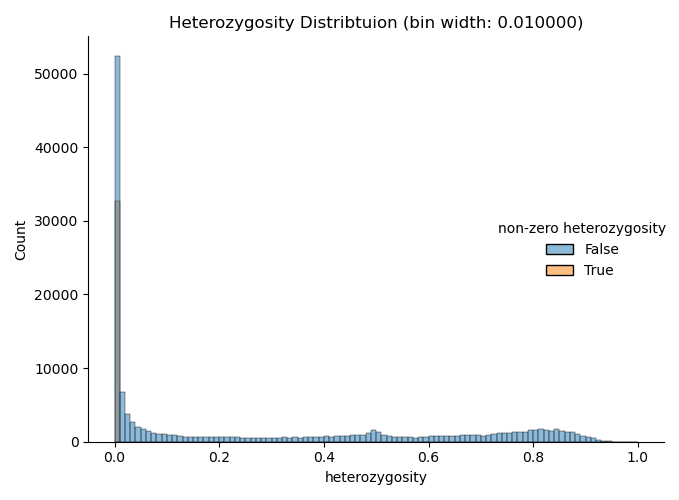 Heterozygosity Distribtuion (bin width: 0.010000)
50000
40000
30000
20000
10000
0
Count
non-zero heterozygosity
False
True
0.0 0.2 0.4 0.6 0.8 1.0
heterozygosity